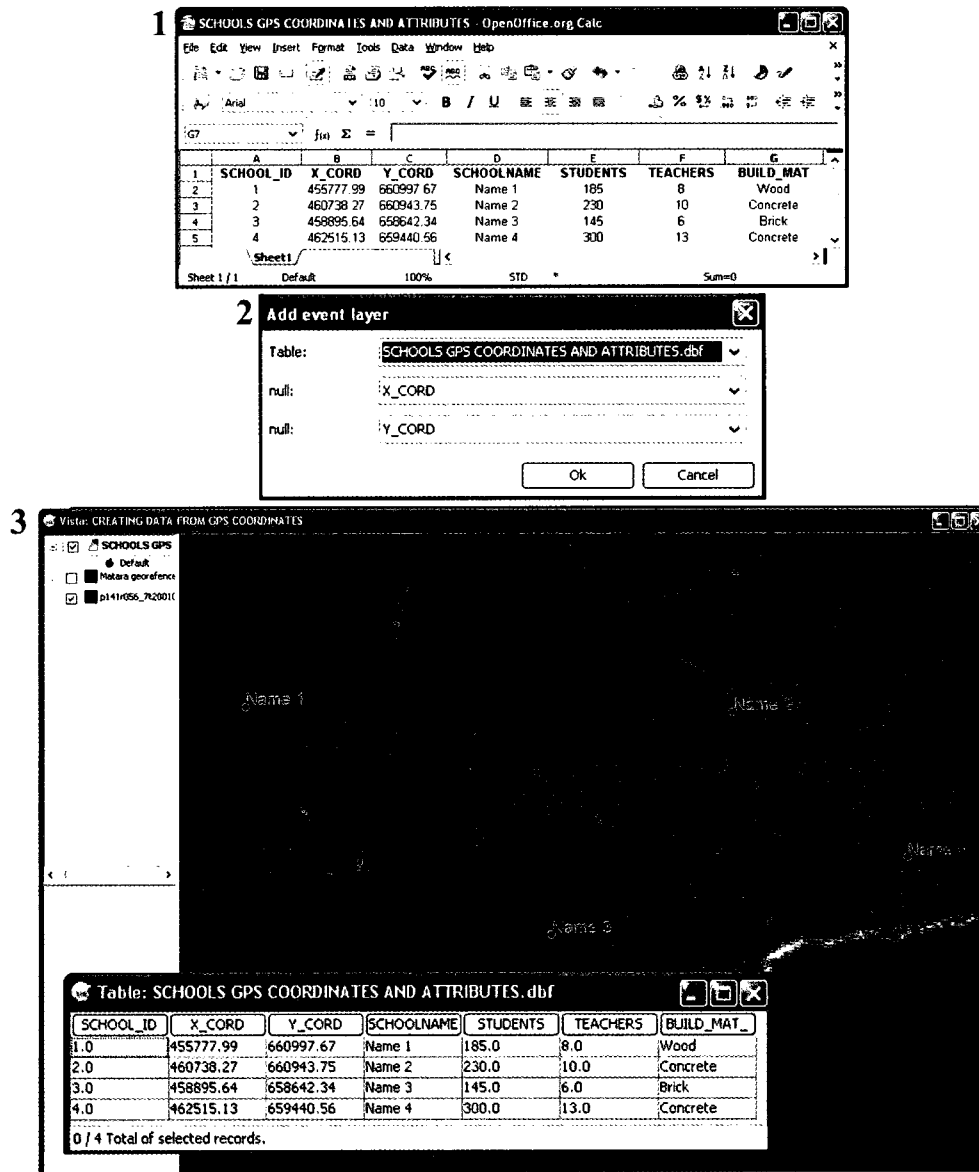 1
SCHOOLS GPS COORDINATES AND ATTRIBUTES - OpenOffice.org Calc
File Edit View Insert Format Tools Data Window Help
Arial 10 B I U
G7 f(x) Σ =
A B C D E F G
1 SCHOOL_ID X_CORD Y_CORD SCHOOLNAME STUDENTS TEACHERS BUILD_MAT
2 1 455777.99 660997 67 Name 1 185 8 Wood
3 2 460738 27 660943.75 Name 2 230 10 Concrete
4 3 458895.64 658642.34 Name 3 145 6 Brick
5 4 462515.13 659440.56 Name 4 300 13 Concrete
Sheet1
Sheet 1 / 1 Default 100% STD * Sum=0
2
Add event layer
Table: SCHOOLS GPS COORDINATES AND ATTRIBUTES.dbf
null: X_CORD
null: Y_CORD
Ok Cancel
3
Vista: CREATING DATA FROM GPS COORDINATES
SCHOOLS GPS
Default
Matara georefence
Name 1
Name 3
Table: SCHOOLS GPS COORDINATES AND ATTRIBUTES.dbf
SCHOOL_ID X_CORD Y_CORD SCHOOLNAME STUDENTS TEACHERS BUILD_MAT_
1.0 455777.99 660997.67 Name 1 185.0 8.0 Wood
2.0 460738.27 660943.75 Name 2 230.0 10.0 Concrete
3.0 458895.64 658642.34 Name 3 145.0 6.0 Brick
4.0 462515.13 659440.56 Name 4 300.0 13.0 Concrete
0 / 4 Total of selected records.